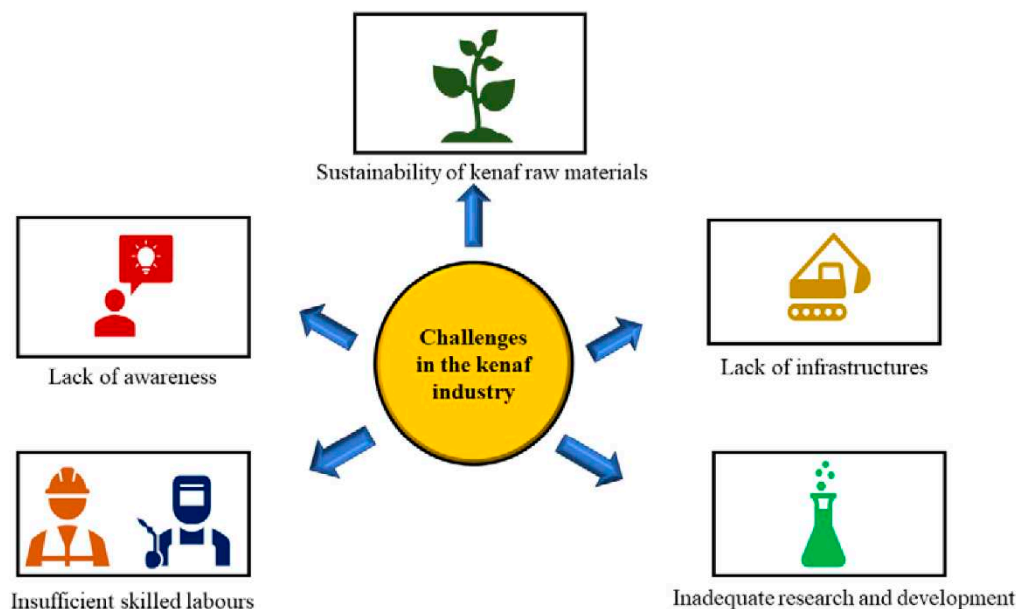 Sustainability of kenaf raw materials
Lack of awareness
Challenges
in the kenaf
industry
Lack of infrastructures
Insufficient skilled labours
Inadequate research and development